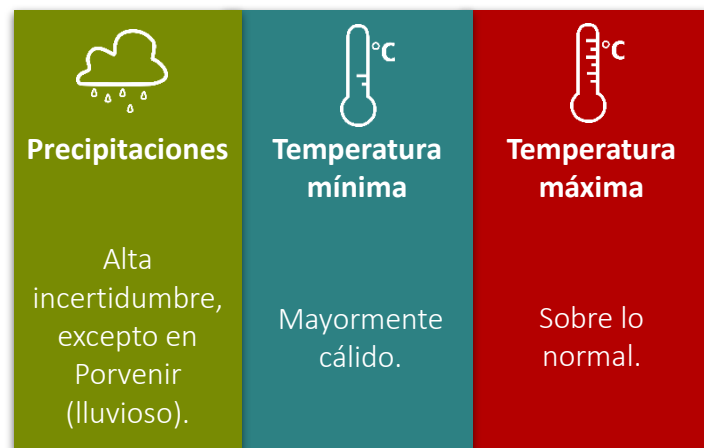 Precipitaciones
Alta
incertidumbre,
excepto en
Porvenir
(lluvioso).
°C
Temperatura
mínima
Mayormente
cálido.
°C
Temperatura
máxima
Sobre lo
normal.